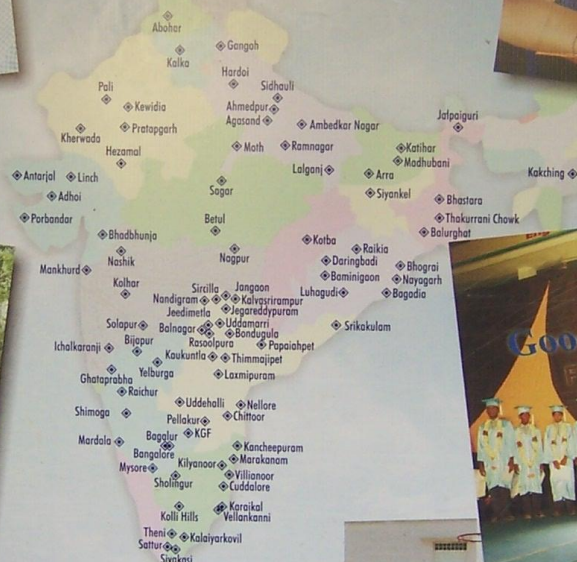 Abohar
Gangah
Kalka
Hardoi
Pali
Sidhauli
Kewidia
Ahmedpur
Jalpaiguri
Agasand
Ambedkar Nagar
Kherwada
Pratapgarh
Hezamal
Moth
Ramnagar
Katihar
Madhubani
Antarjal
Linch
Lalganj
Arra
Kakching
Sagar
Siyankel
Adhoi
Bhastara
Porbandar
Betul
Thakurrani Chowk
Bhadbhunja
Balurghat
Kotba
Nashik
Nagpur
Raikia
Daringbadi
Mankhurd
Bhograi
Baminigaon
Nayagarh
Kolhar
Sircilla
Jangaon
Luhagudi
Bagadia
Nandigram
Kalvasrirampur
Jeedimetla
Jegareddypuram
Solapur
Balnagar
Uddamarri
Srikakulam
Bondugula
Bijapur
Rasoolpura
Papaiahpet
Ichalkaranji
Kaukuntla
Thimmajipet
Yelburga
Ghataprabha
Laxmipuram
Raichur
Uddehalli
Nellore
Shimoga
Pellakur
Chittoor
Bagalur
KGF
Mardala
Bangalore
Kancheepuram
Mysore
Kilyanoor
Marakanam
Sholingur
Villianoor
Cuddalore
Kolli Hills
Karaikal
Vellankanni
Theni
Kalaiyarkovil
Sattur
Sivakasi
Goo